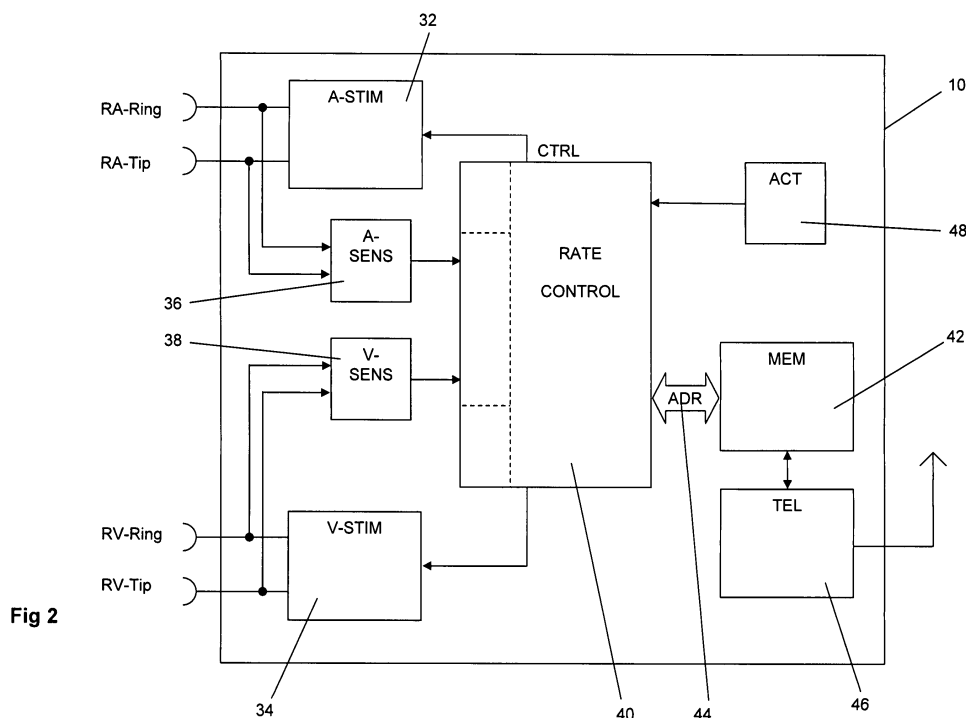 32
RA-Ring
A-STIM
10
RA-Tip
CTRL
ACT
A-
SENS
RATE
CONTROL
48
36
38
V-
SENS
42
MEM
ADR
TEL
RV-Ring
V-STIM
RV-Tip
Fig 2
34
40
44
46